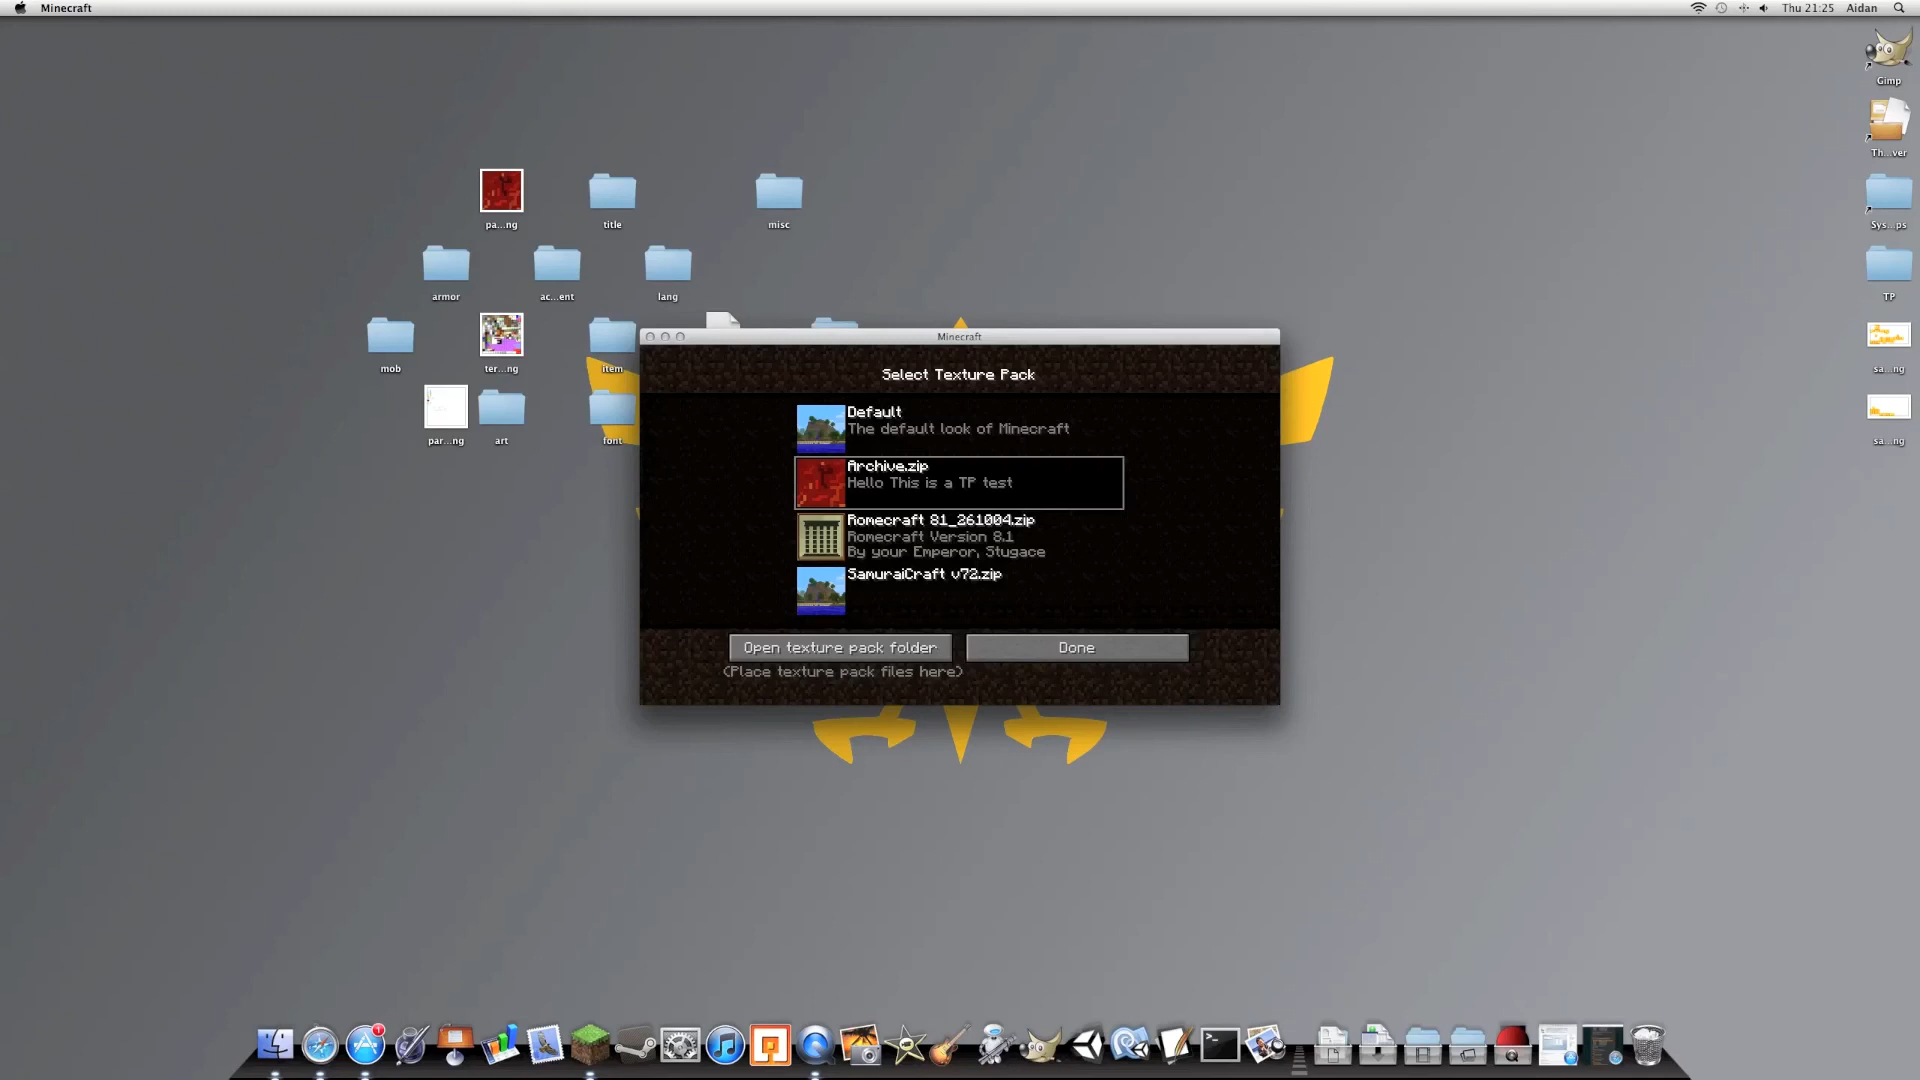 Minecraft
Thu 21:25 Aidan
Gimp
Th...ver
Sys...ps
TP
sa...ng
sa...ng
pa...ng
title
misc
armor
ac...ent
lang
mob
ter...ng
item
par...ng
art
font
Minecraft
Select Texture Pack
Default
The default look of Minecraft
Archive.zip
Hello This is a TP test
Romecraft 81_261004.zip
Romecraft Version 8.1
By your Emperor, Stugace
SamuraiCraft v72.zip
Open texture pack folder
Done
(Place texture pack files here)
1